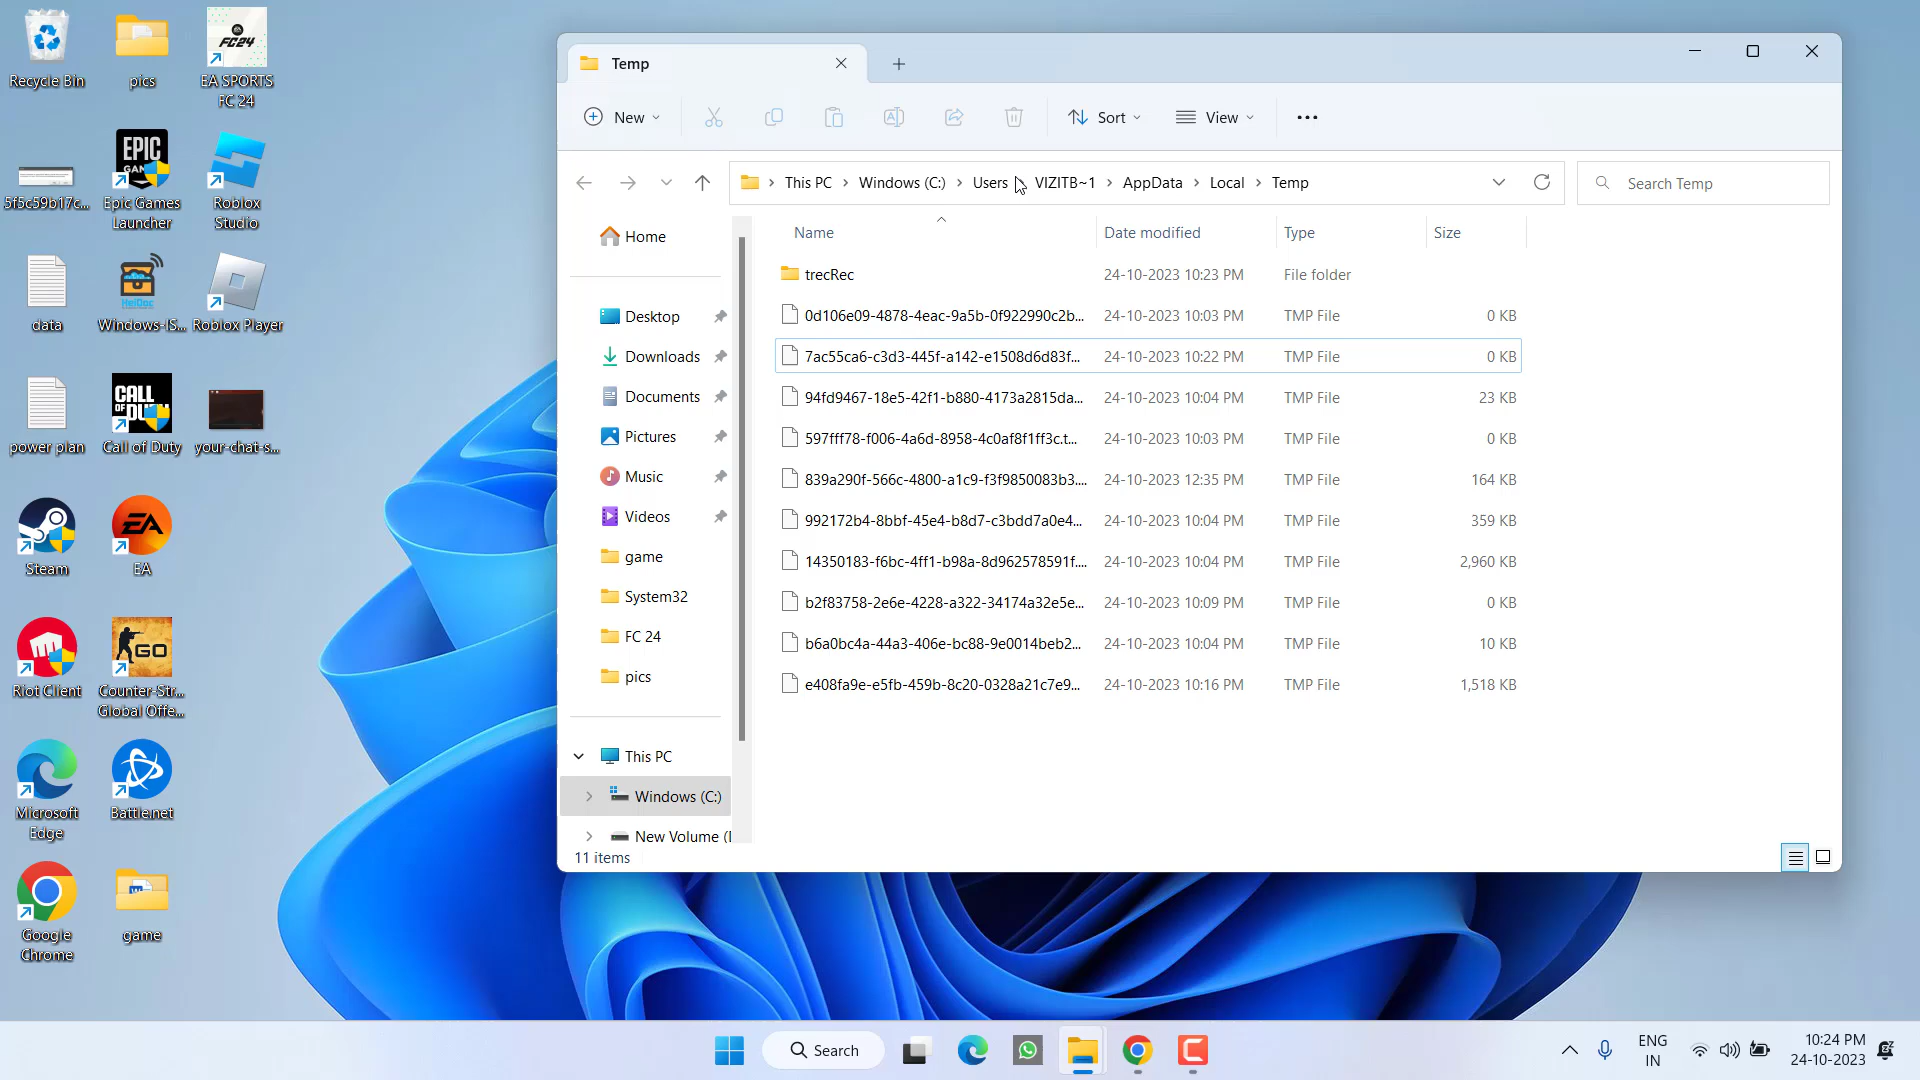 Recycle Bin
pics
EA SPORTS
FC 24
5f5c59b17c...
Epic Games
Launcher
Roblox
Studio
data
Windows-IS...
Roblox Player
power plan
Call of Duty
your-chat-s...
Steam
EA
Riot Client
Counter-Str...
Global Offe...
Microsoft
Edge
Battle.net
Google
Chrome
game
Temp
New
Sort
View
This PC
Windows (C:)
Users
VIZITB~1
AppData
Local
Temp
Search Temp
Home
Desktop
Downloads
Documents
Pictures
Music
Videos
game
System32
FC 24
pics
This PC
Windows (C:)
New Volume (
Name
Date modified
Type
Size
trecRec 24-10-2023 10:23 PM File folder
0d106e09-4878-4eac-9a5b-0f922990c2b... 24-10-2023 10:03 PM TMP File 0 KB
7ac55ca6-c3d3-445f-a142-e1508d6d83f... 24-10-2023 10:22 PM TMP File 0 KB
94fd9467-18e5-42f1-b880-4173a2815da... 24-10-2023 10:04 PM TMP File 23 KB
597fff78-f006-4a6d-8958-4c0af8f1ff3c.t... 24-10-2023 10:03 PM TMP File 0 KB
839a290f-566c-4800-a1c9-f3f9850083b3.... 24-10-2023 12:35 PM TMP File 164 KB
992172b4-8bbf-45e4-b8d7-c3bdd7a0e4... 24-10-2023 10:04 PM TMP File 359 KB
14350183-f6bc-4ff1-b98a-8d962578591f.... 24-10-2023 10:04 PM TMP File 2,960 KB
b2f83758-2e6e-4228-a322-34174a32e5e... 24-10-2023 10:09 PM TMP File 0 KB
b6a0bc4a-44a3-406e-bc88-9e0014beb2... 24-10-2023 10:04 PM TMP File 10 KB
e408fa9e-e5fb-459b-8c20-0328a21c7e9... 24-10-2023 10:16 PM TMP File 1,518 KB
11 items
Search
ENG
IN
10:24 PM
24-10-2023